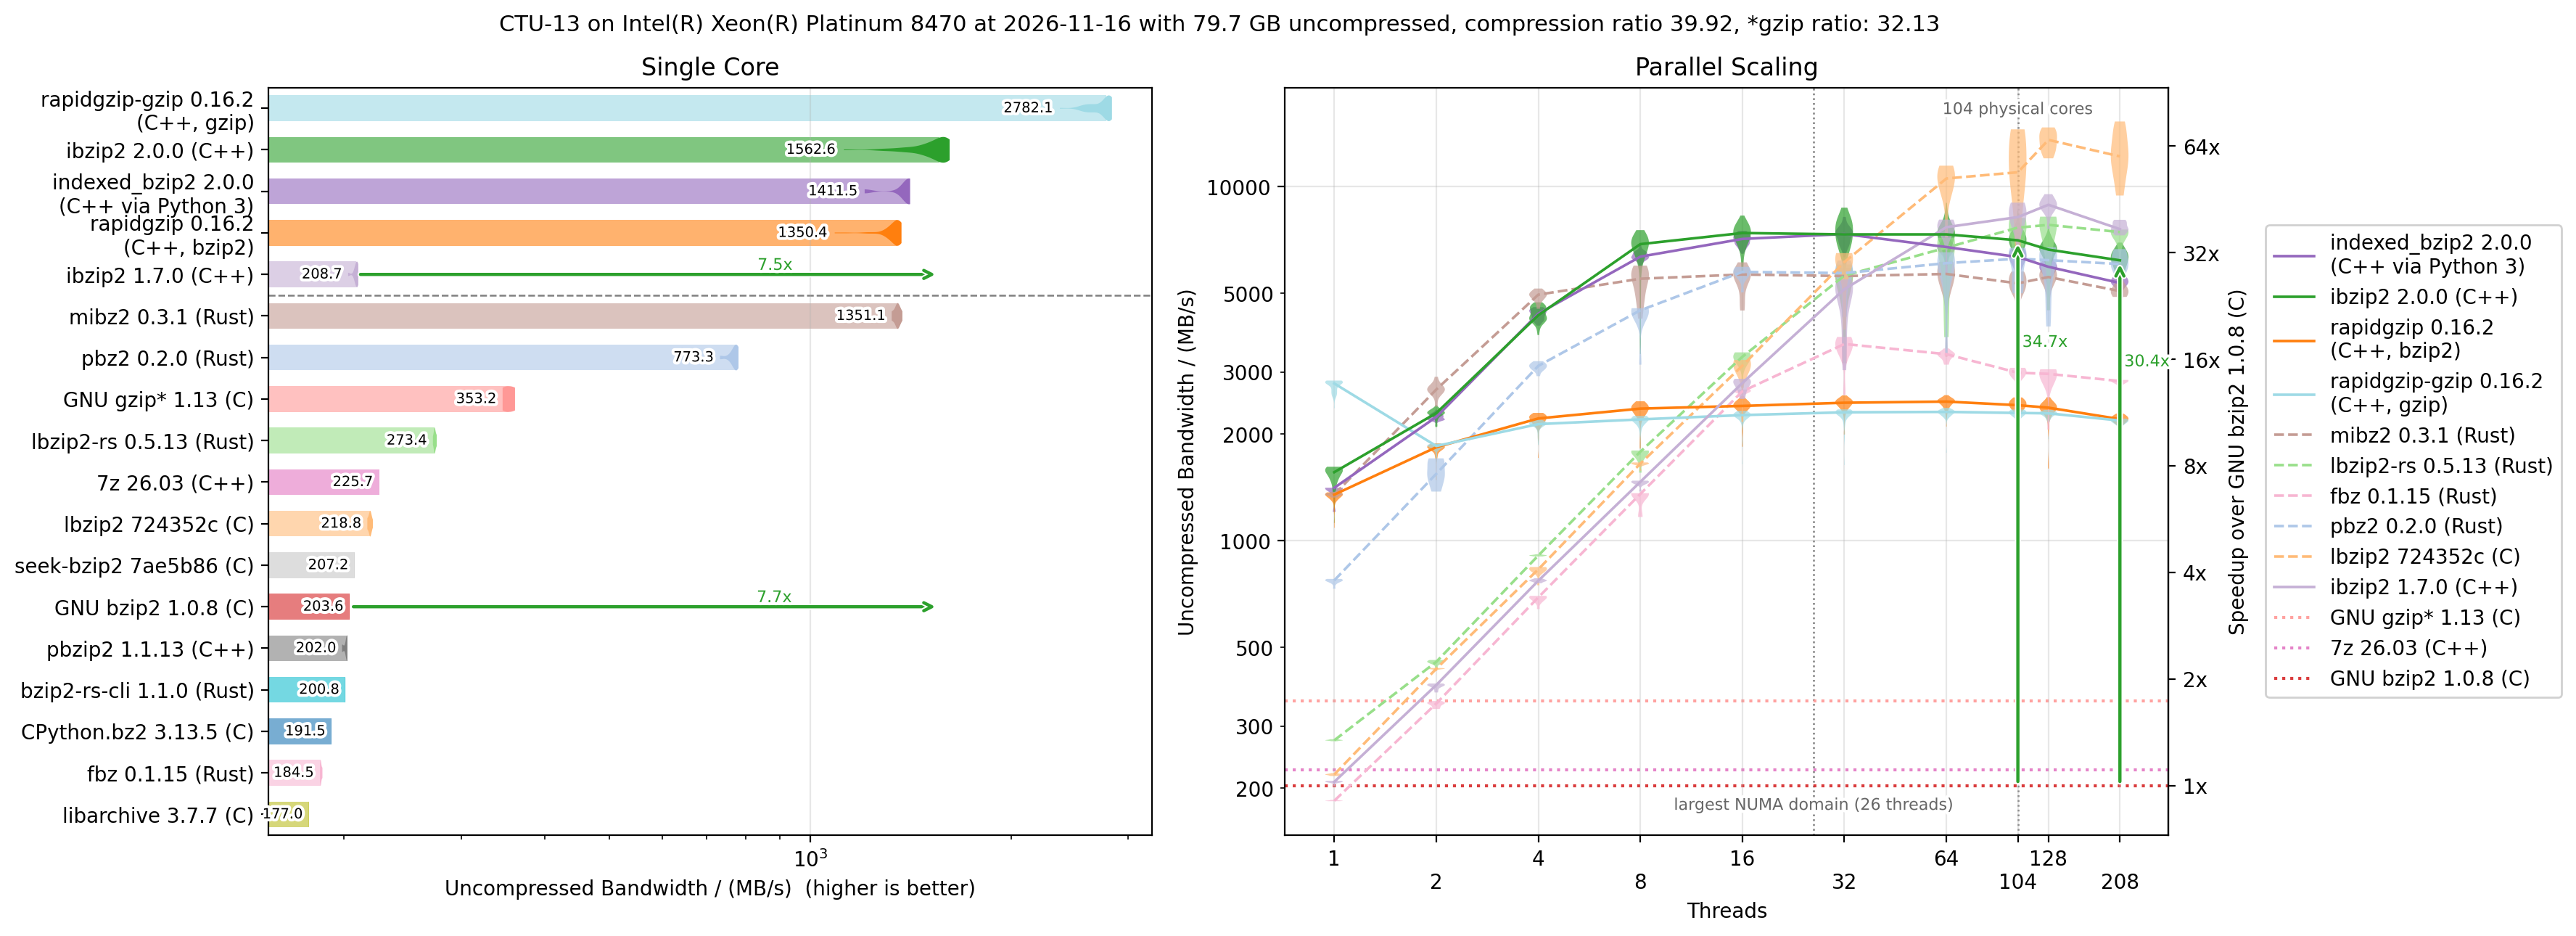 CTU-13 on Intel(R) Xeon(R) Platinum 8470 at 2026-11-16 with 79.7 GB uncompressed, compression ratio 39.92, *gzip ratio: 32.13
Single Core
rapidgzip-gzip 0.16.2
(C++, gzip)
2782.1
ibzip2 2.0.0 (C++)
1562.6
indexed_bzip2 2.0.0
(C++ via Python 3)
1411.5
rapidgzip 0.16.2
(C++, bzip2)
1350.4
ibzip2 1.7.0 (C++)
208.7
7.5x
mibz2 0.3.1 (Rust)
1351.1
pbz2 0.2.0 (Rust)
773.3
GNU gzip* 1.13 (C)
353.2
lbzip2-rs 0.5.13 (Rust)
273.4
7z 26.03 (C++)
225.7
lbzip2 724352c (C)
218.8
seek-bzip2 7ae5b86 (C)
207.2
GNU bzip2 1.0.8 (C)
203.6
7.7x
pbzip2 1.1.13 (C++)
202.0
bzip2-rs-cli 1.1.0 (Rust)
200.8
CPython.bz2 3.13.5 (C)
191.5
fbz 0.1.15 (Rust)
184.5
libarchive 3.7.7 (C)
177.0
10³
Uncompressed Bandwidth / (MB/s)  (higher is better)
Parallel Scaling
Uncompressed Bandwidth / (MB/s)
10000
5000
3000
2000
1000
500
300
200
104 physical cores
34.7x
30.4x
largest NUMA domain (26 threads)
64x
32x
16x
8x
4x
2x
1x
Speedup over GNU bzip2 1.0.8 (C)
1
2
4
8
16
32
64
104
128
208
Threads
indexed_bzip2 2.0.0
(C++ via Python 3)
ibzip2 2.0.0 (C++)
rapidgzip 0.16.2
(C++, bzip2)
rapidgzip-gzip 0.16.2
(C++, gzip)
mibz2 0.3.1 (Rust)
lbzip2-rs 0.5.13 (Rust)
fbz 0.1.15 (Rust)
pbz2 0.2.0 (Rust)
lbzip2 724352c (C)
ibzip2 1.7.0 (C++)
GNU gzip* 1.13 (C)
7z 26.03 (C++)
GNU bzip2 1.0.8 (C)